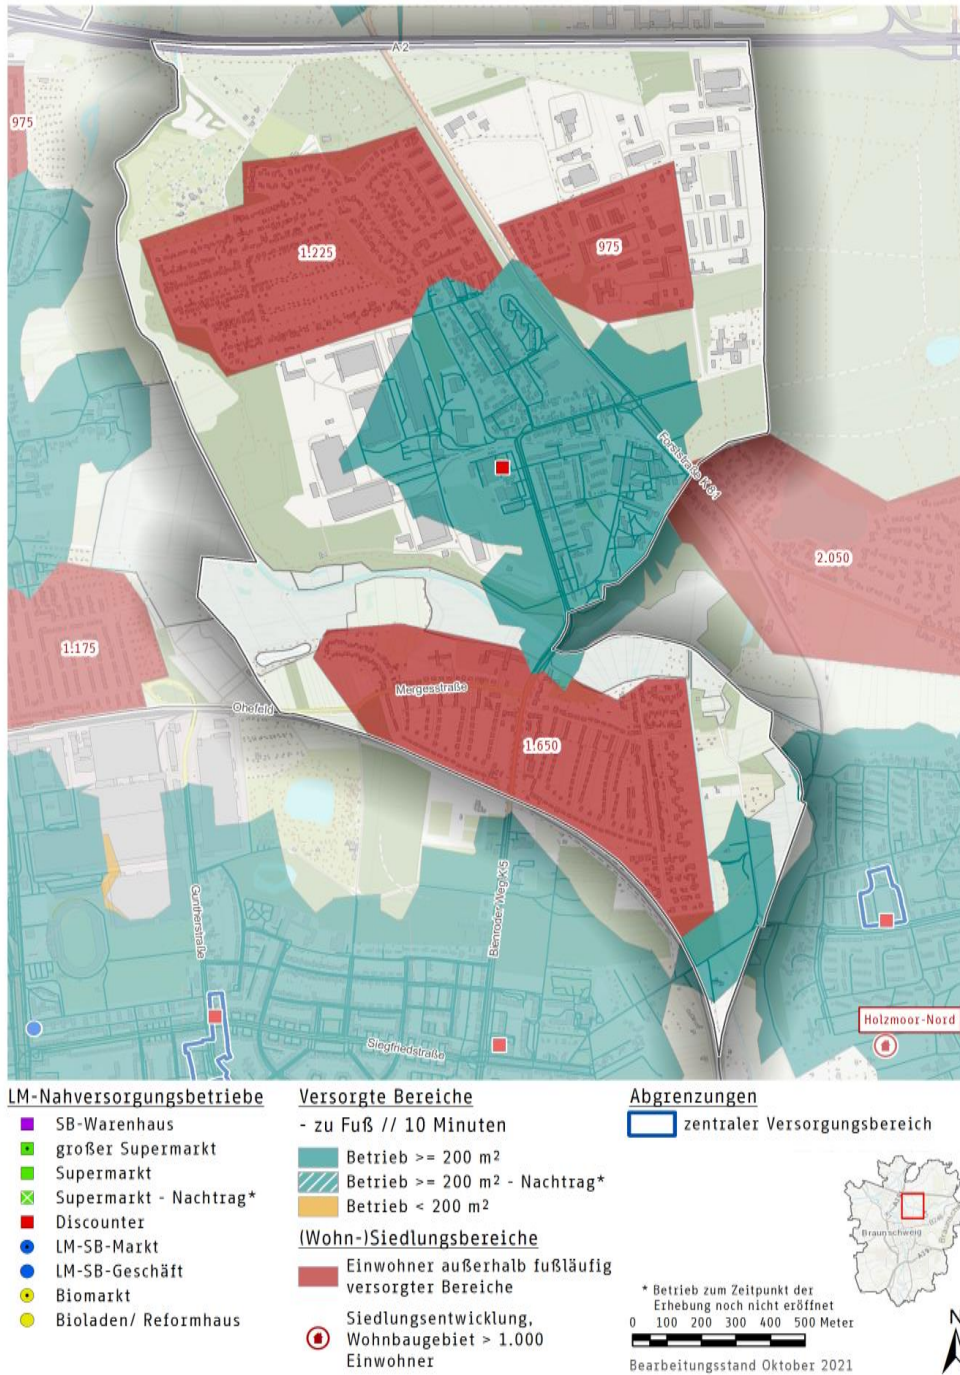 A 2
975
1.225
975
Forststraße K 81
2.050
1.175
Mergesstraße
Ohefeld
1.650
Guntherstraße
Bienroder Weg K 5
Holzmoor-Nord
Siegfriedstraße
LM-Nahversorgungsbetriebe
SB-Warenhaus
großer Supermarkt
Supermarkt
Supermarkt - Nachtrag*
Discounter
LM-SB-Markt
LM-SB-Geschäft
Biomarkt
Bioladen/ Reformhaus
Versorgte Bereiche
- zu Fuß // 10 Minuten
Betrieb >= 200 m²
Betrieb >= 200 m² - Nachtrag*
Betrieb < 200 m²
(Wohn-)Siedlungsbereiche
Einwohner außerhalb fußläufig
versorgter Bereiche
Siedlungsentwicklung,
Wohnbaugebiet > 1.000
Einwohner
Abgrenzungen
zentraler Versorgungsbereich
Braunschweig
* Betrieb zum Zeitpunkt der
Erhebung noch nicht eröffnet
0 100 200 300 400 500 Meter
Bearbeitungsstand Oktober 2021
N